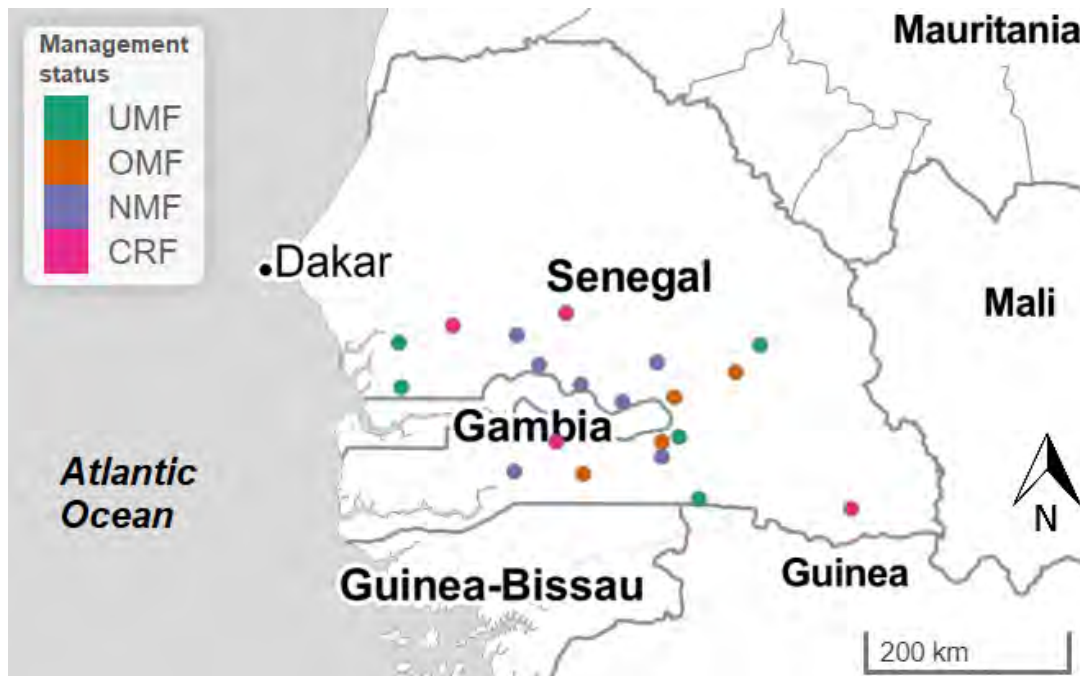 Management
status
UMF
OMF
NMF
CRF
Mauritania
Dakar
Senegal
Mali
Gambia
Atlantic
Ocean
N
Guinea-Bissau
Guinea
200 km